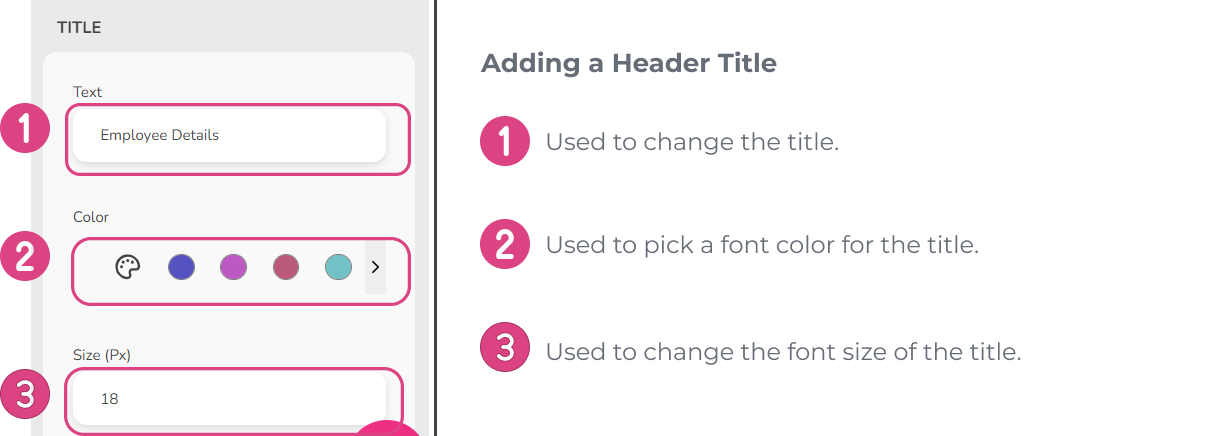 TITLE
Text
1
Employee Details
Color
2
Size (Px)
3
18
Adding a Header Title
1 Used to change the title.
2 Used to pick a font color for the title.
3 Used to change the font size of the title.